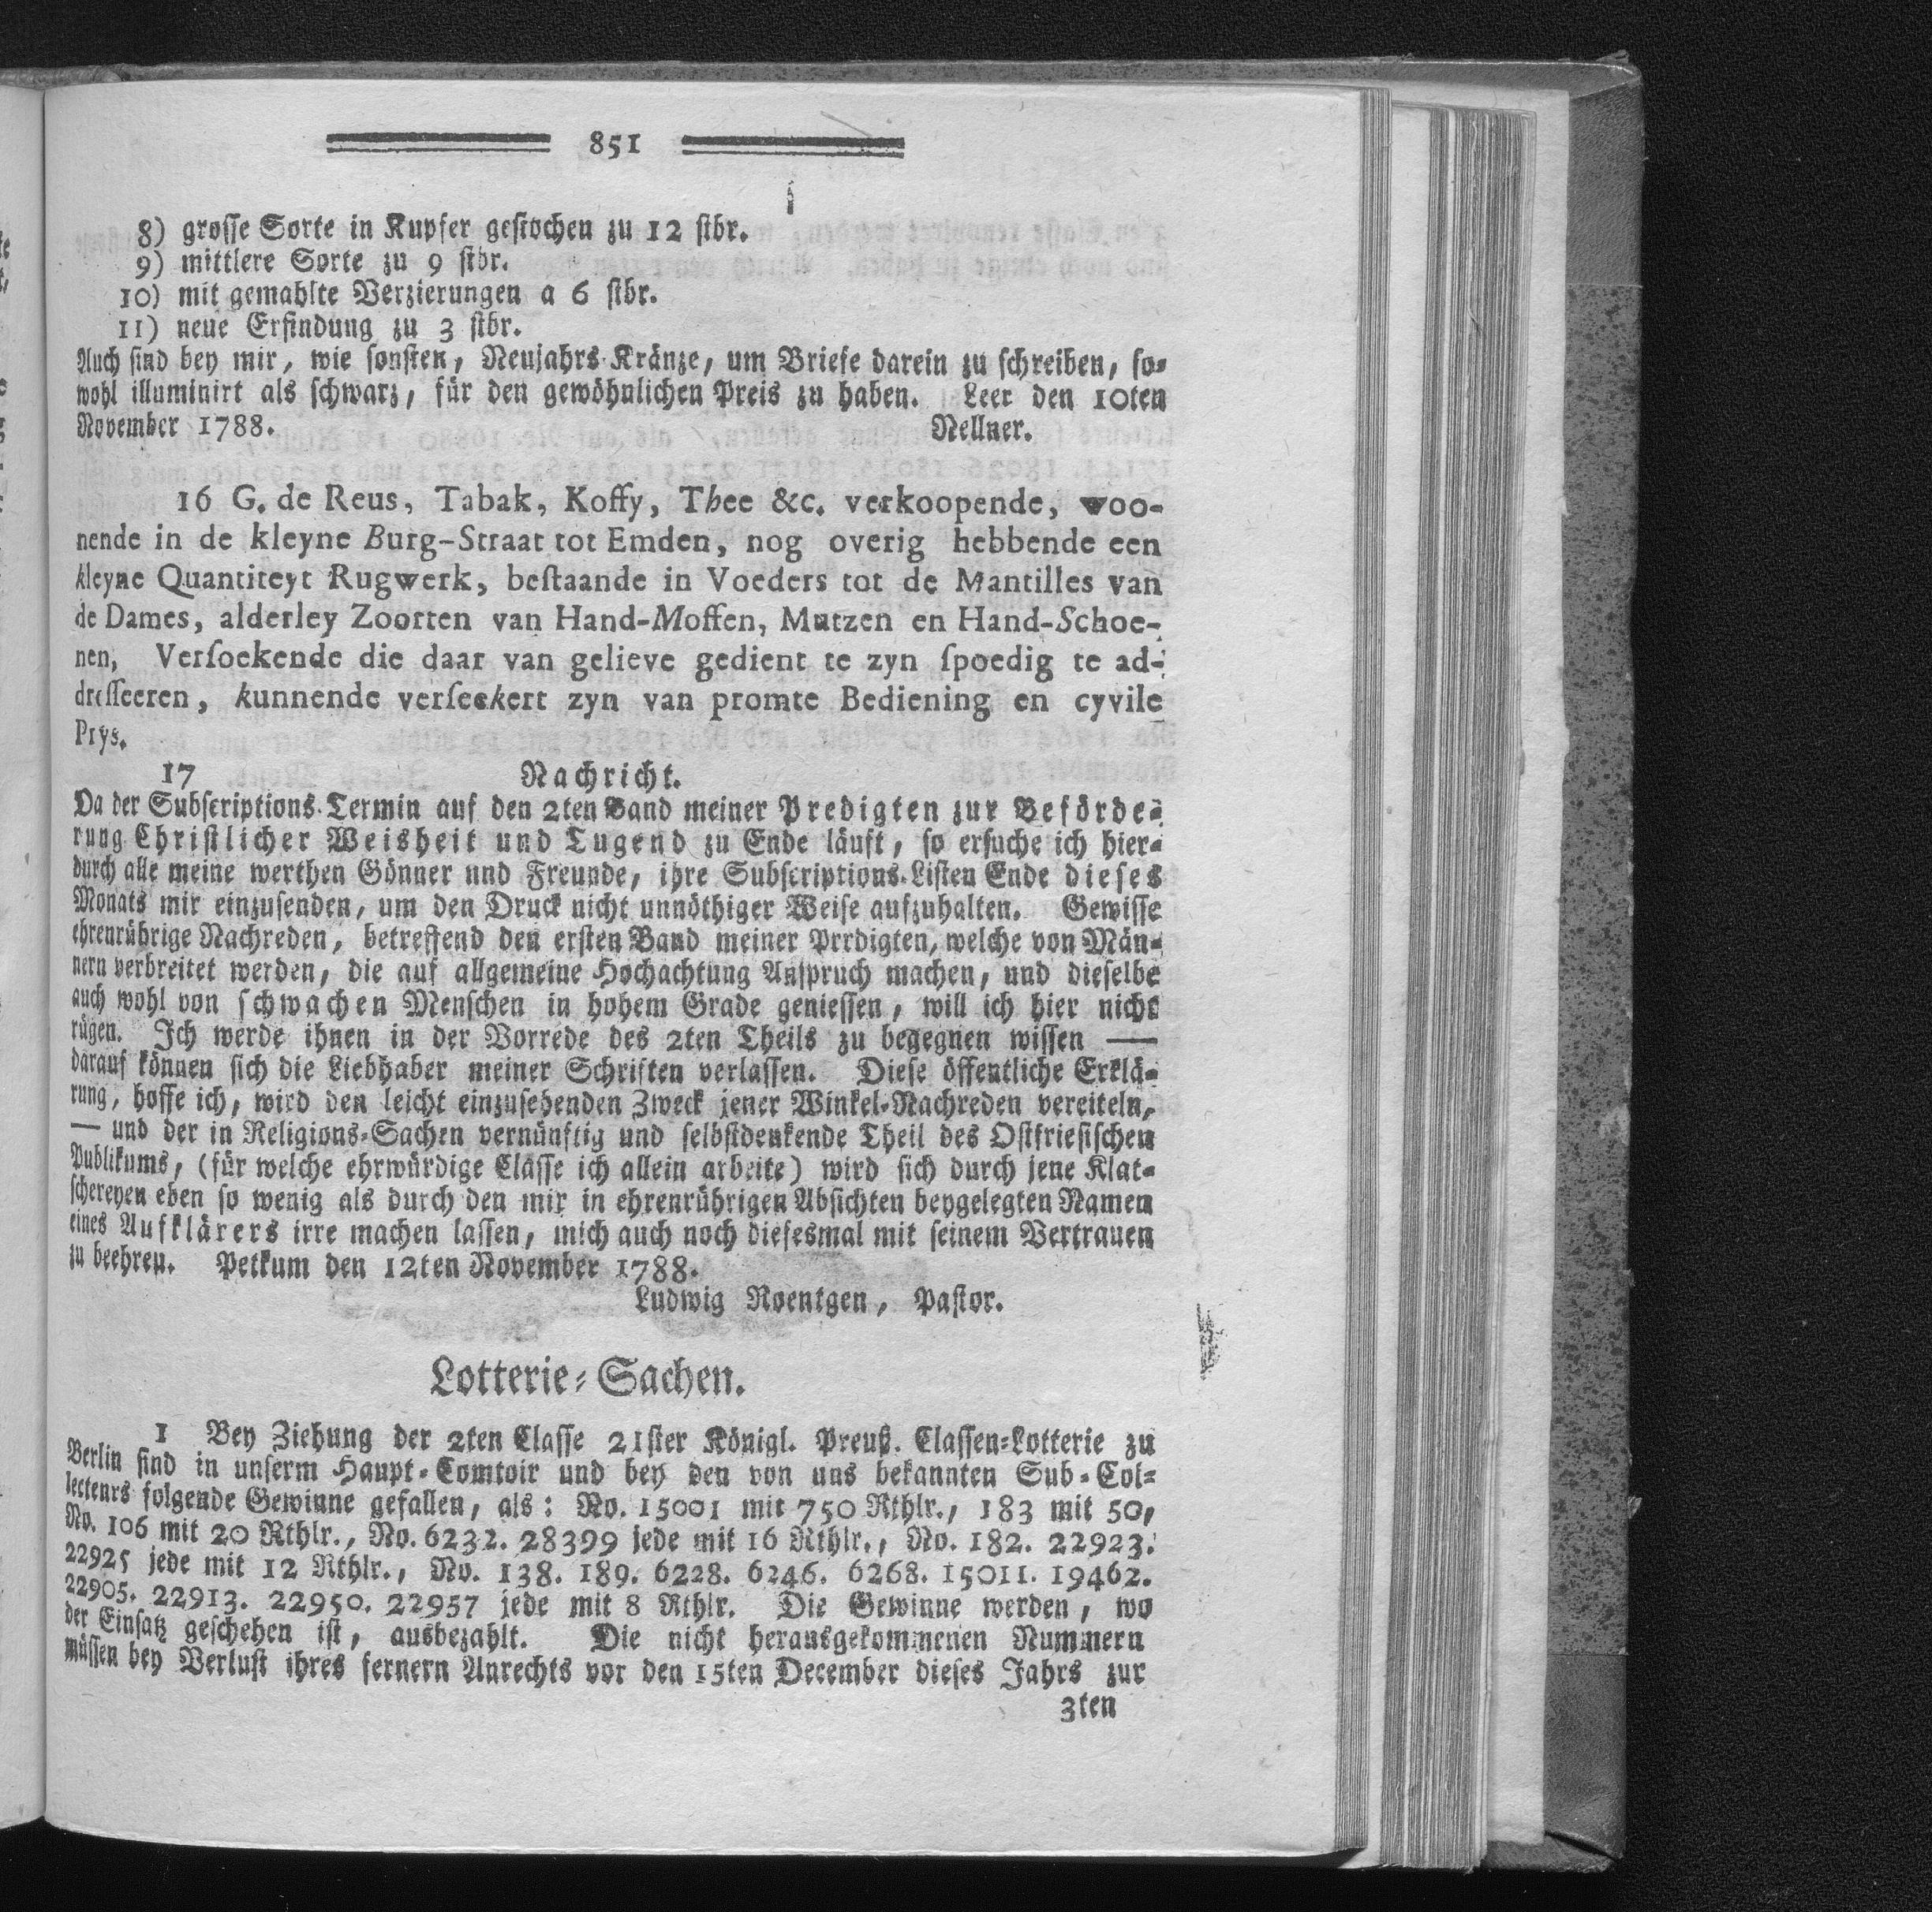 851
8) grosse Sorte in Kupfer gestochen zu 12 stbr.
9) mittlere Sorte zu 9 stbr.
10) mit gemahlte Verzierungen a 6 stbr.
11) neue Erfindung zu 3 stbr.
Auch sind bey mir, wie sonsten, Neujahrs-Kränze, um Briefe darein zu schreiben, so-
wohl illuminirt als schwarz, für den gewöhnlichen Preis zu haben. Leer den 10ten
November 1788. Nellner.
16 G. de Reus, Tabak, Koffy, Thee &c. verkoopende, woo-
nende in de kleyne Burg-Straat tot Emden, nog overig hebbende een
kleyne Quantiteyt Rugwerk, beſtaande in Voeders tot de Mantilles van
de Dames, alderley Zoorten van Hand-Moffen, Mutzen en Hand-Schoe-
nen, Verſoekende die daar van gelieve gedient te zyn ſpoedig te ad-
dreſſeeren, kunnende verſeekert zyn van promte Bediening en cyvile
Prys.
17 Nachricht.
Da der Subscriptions-Termin auf den 2ten Band meiner Predigten zur Beförde-
rung Christlicher Weisheit und Tugend zu Ende läuft, so ersuche ich hier-
durch alle meine werthen Gönner und Freunde, ihre Subscriptions-Listen Ende dieses
Monats mir einzusenden, um den Druck nicht unnöthiger Weise aufzuhalten. Gewisse
ehrenrührige Nachreden, betreffend den ersten Band meiner Prrdigten, welche von Män-
nern verbreitet werden, die auf allgemeine Hochachtung Anspruch machen, und dieselbe
auch wohl von schwachen Menschen in hohem Grade geniessen, will ich hier nicht
rügen. Ich werde ihnen in der Vorrede des 2ten Theils zu begegnen wissen —
darauf können sich die Liebhaber meiner Schriften verlassen. Diese öffentliche Erklä-
rung, hoffe ich, wird den leicht einzusehenden Zweck jener Winkel-Nachreden vereiteln,
— und der in Religions-Sachen vernünftig und selbstdenkende Theil des Ostfriesischen
Publikums, (für welche ehrwürdige Classe ich allein arbeite) wird sich durch jene Klat-
schereyen eben so wenig als durch den mir in ehrenrührigen Absichten beygelegten Namen
eines Aufklärers irre machen lassen, mich auch noch diesesmal mit seinem Vertrauen
zu beehren. Petkum den 12ten November 1788.
Ludwig Roentgen, Pastor.
Lotterie-Sachen.
1 Bey Ziehung der 2ten Classe 21ster Königl. Preuß. Classen-Lotterie zu
Berlin sind in unserm Haupt-Comtoir und bey den von uns bekannten Sub-Col-
lecteurs folgende Gewinne gefallen, als: No. 15001 mit 750 Rthlr., 183 mit 50,
No. 106 mit 20 Rthlr., No. 6232. 28399 jede mit 16 Rthlr., No. 182. 22923.
22925 jede mit 12 Rthlr., No. 138. 189. 6228. 6246. 6268. 15011. 19462.
22905. 22913. 22950. 22957 jede mit 8 Rthlr. Die Gewinne werden, wo
der Einsatz geschehen ist, ausbezahlt. Die nicht herausgekommenen Nummern
müssen bey Verlust ihres fernern Anrechts vor den 15ten December dieses Jahrs zur
3ten